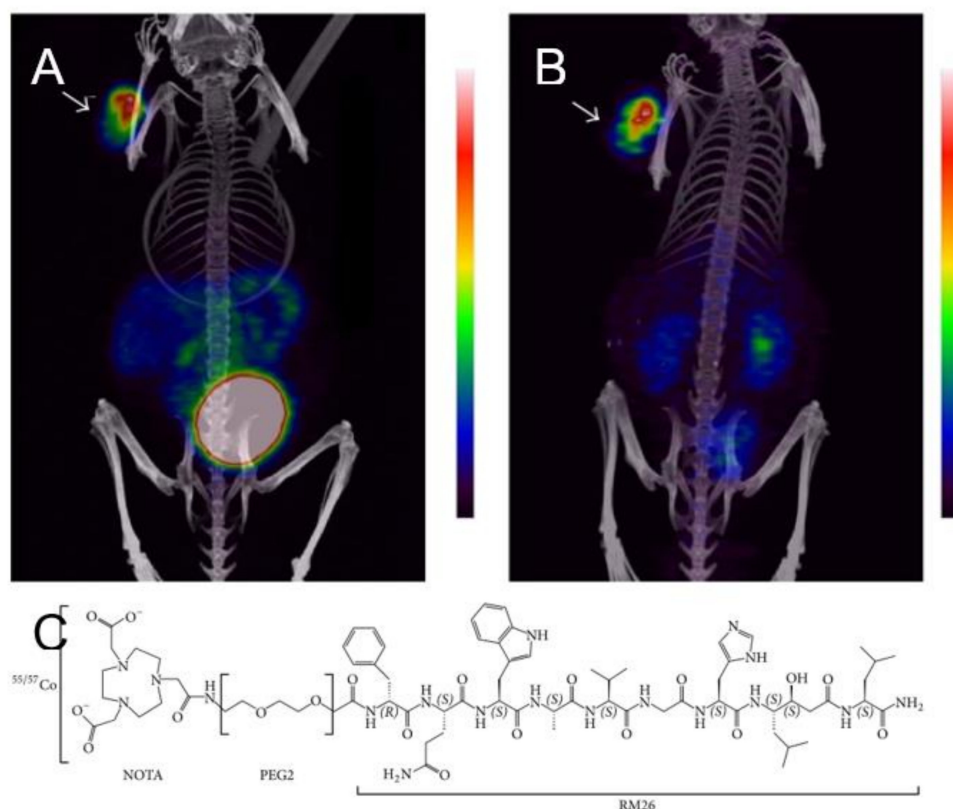 A
B
C
55/57Co
O O⁻
N N N
O⁻ O
O
N H
O O
O
N H (R)
O
H N (S)
H₂N O
NH
O
N H (S)
O
H N (S)
O
N H (S)
O
H N
O
N NH
N H (S)
O
H N (S)
OH
(S)
O
N H (S)
O
NH₂
NOTA
PEG2
RM26